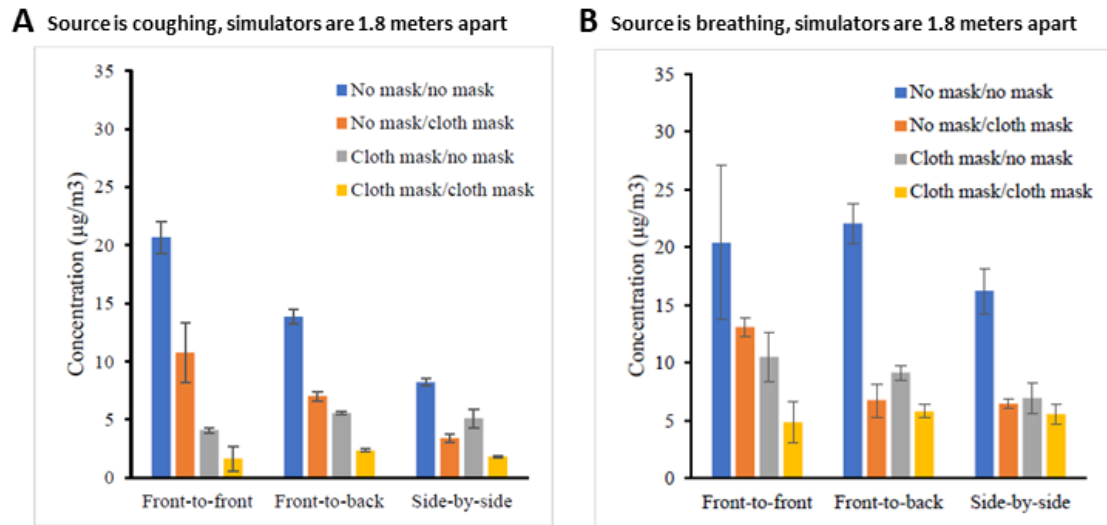 A Source is coughing, simulators are 1.8 meters apart
35
30
25
20
15
10
5
0
Concentration (µg/m3)
No mask/no mask
No mask/cloth mask
Cloth mask/no mask
Cloth mask/cloth mask
Front-to-front Front-to-back Side-by-side
B Source is breathing, simulators are 1.8 meters apart
35
30
25
20
15
10
5
0
Concentration (µg/m3)
No mask/no mask
No mask/cloth mask
Cloth mask/no mask
Cloth mask/cloth mask
Front-to-front Front-to-back Side-by-side